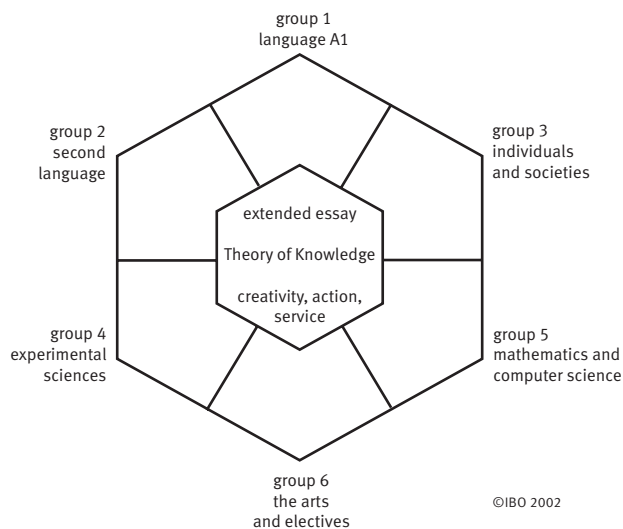 group 1
language A1
group 2
second
language
group 3
individuals
and societies
extended essay
Theory of Knowledge
creativity, action,
service
group 4
experimental
sciences
group 5
mathematics and
computer science
group 6
the arts
and electives
©IBO 2002